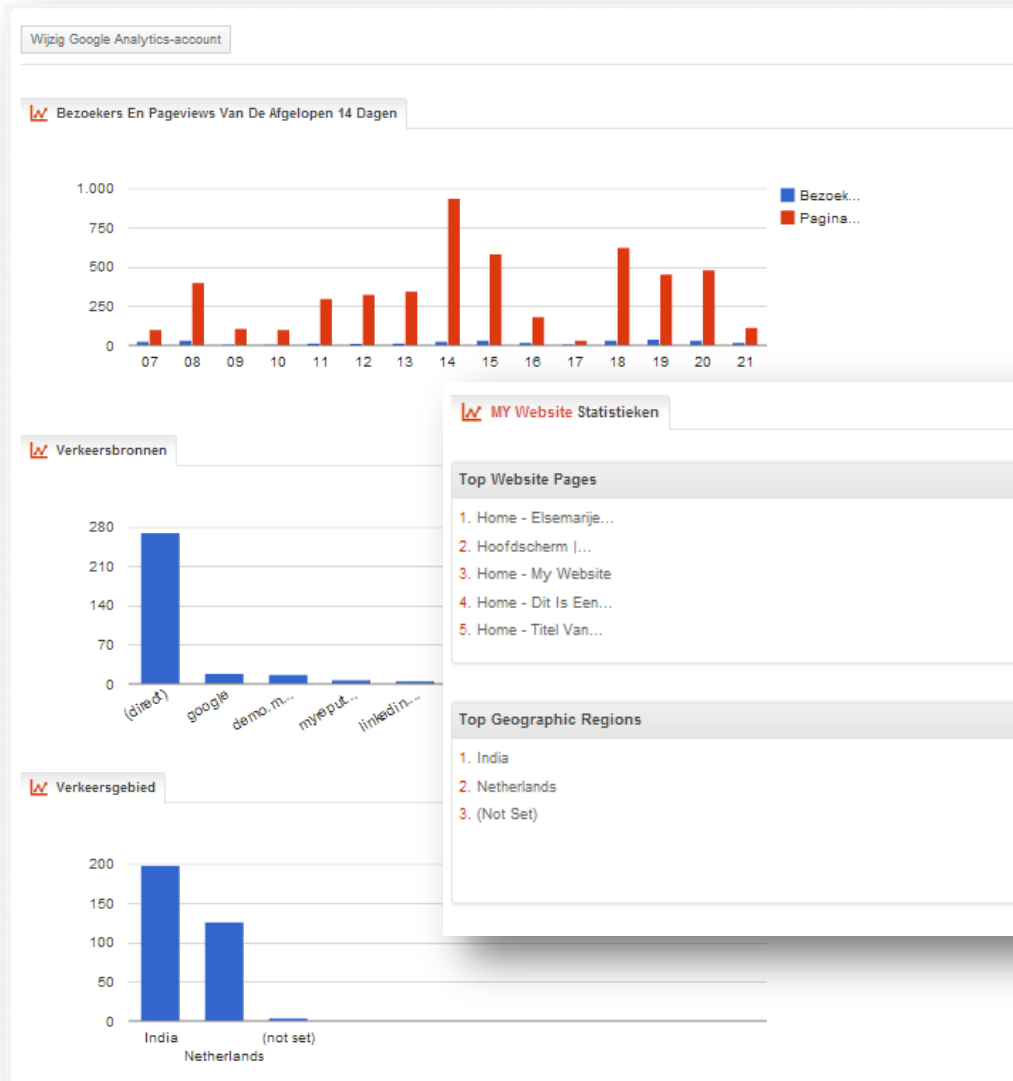 Wijzig Google Analytics-account
Bezoekers En Pageviews Van De Afgelopen 14 Dagen
1.000
750
500
250
0
07 08 09 10 11 12 13 14 15 16 17 18 19 20 21
Bezoek...
Pagina...
Verkeersbronnen
280
210
140
70
0
(direct) google demo.m... myreput... linkedin....
Verkeersgebied
200
150
100
50
0
India (not set)
Netherlands
MY Website Statistieken
Top Website Pages
1. Home - Elsemarije...
2. Hoofdscherm |...
3. Home - My Website
4. Home - Dit Is Een...
5. Home - Titel Van...
Top Geographic Regions
1. India
2. Netherlands
3. (Not Set)